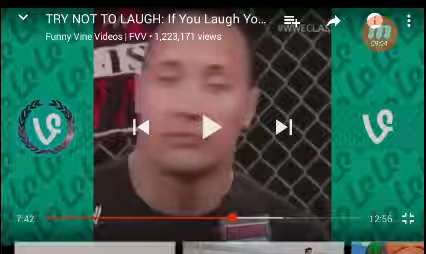 TRY NOT TO LAUGH: If You Laugh Yo...
Funny Vine Videos | FVV • 1,223,171 views
#WWECLAS
09:04
7:42
12:56